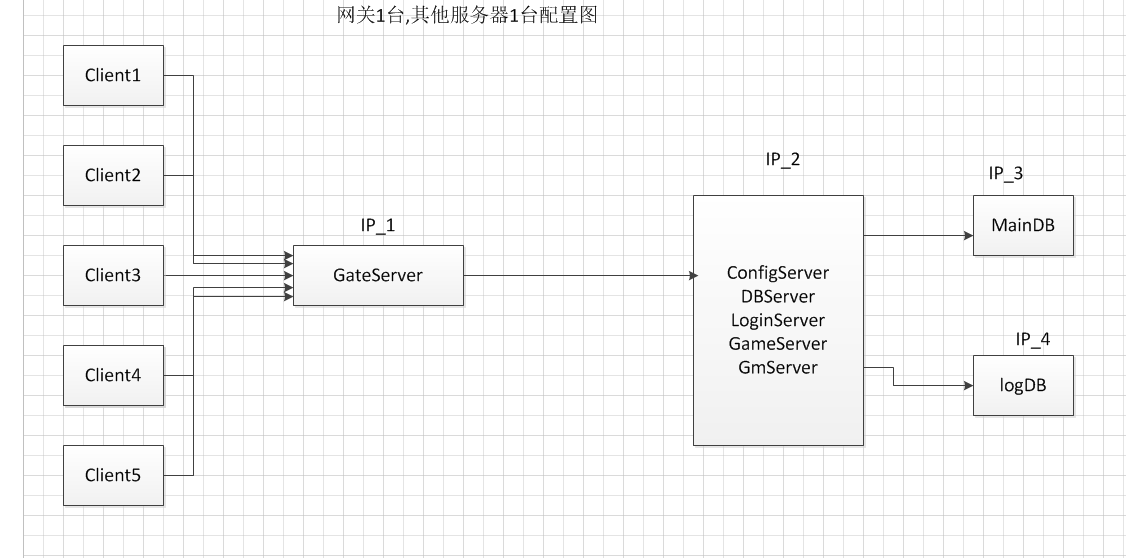 网关1台,其他服务器1台配置图
Client1
Client2
Client3
Client4
Client5
IP_1
GateServer
IP_2
ConfigServer
DBServer
LoginServer
GameServer
GmServer
IP_3
MainDB
IP_4
logDB